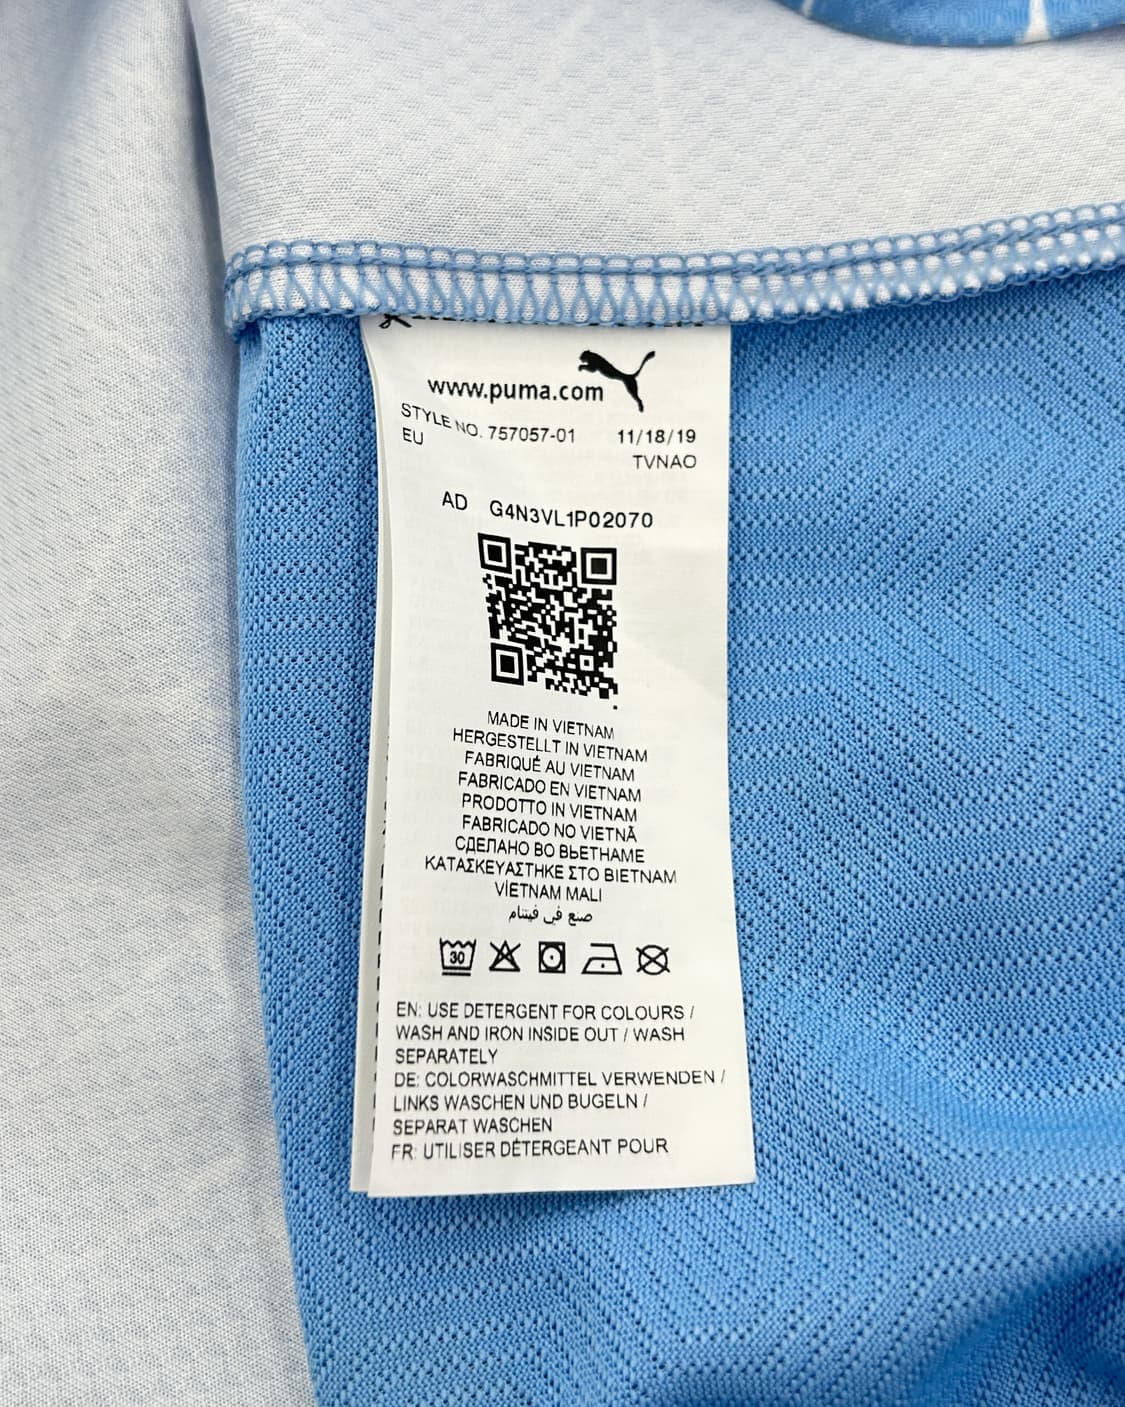 www.puma.com
STYLE NO. 757057-01 11/18/19
EU TVNAO
AD G4N3VL1P02070
MADE IN VIETNAM
HERGESTELLT IN VIETNAM
FABRIQUÉ AU VIETNAM
FABRICADO EN VIETNAM
PRODOTTO IN VIETNAM
FABRICADO NO VIETNÃ
СДЕЛАНО ВО ВЬЕТНАМЕ
ΚΑΤΑΣΚΕΥΑΣΤΗΚΕ ΣΤΟ ΒΙΕΤΝΑΜ
VİETNAM MALI
صنع في فيتنام
30
EN: USE DETERGENT FOR COLOURS /
WASH AND IRON INSIDE OUT / WASH
SEPARATELY
DE: COLORWASCHMITTEL VERWENDEN /
LINKS WASCHEN UND BUGELN /
SEPARAT WASCHEN
FR: UTILISER DÉTERGEANT POUR